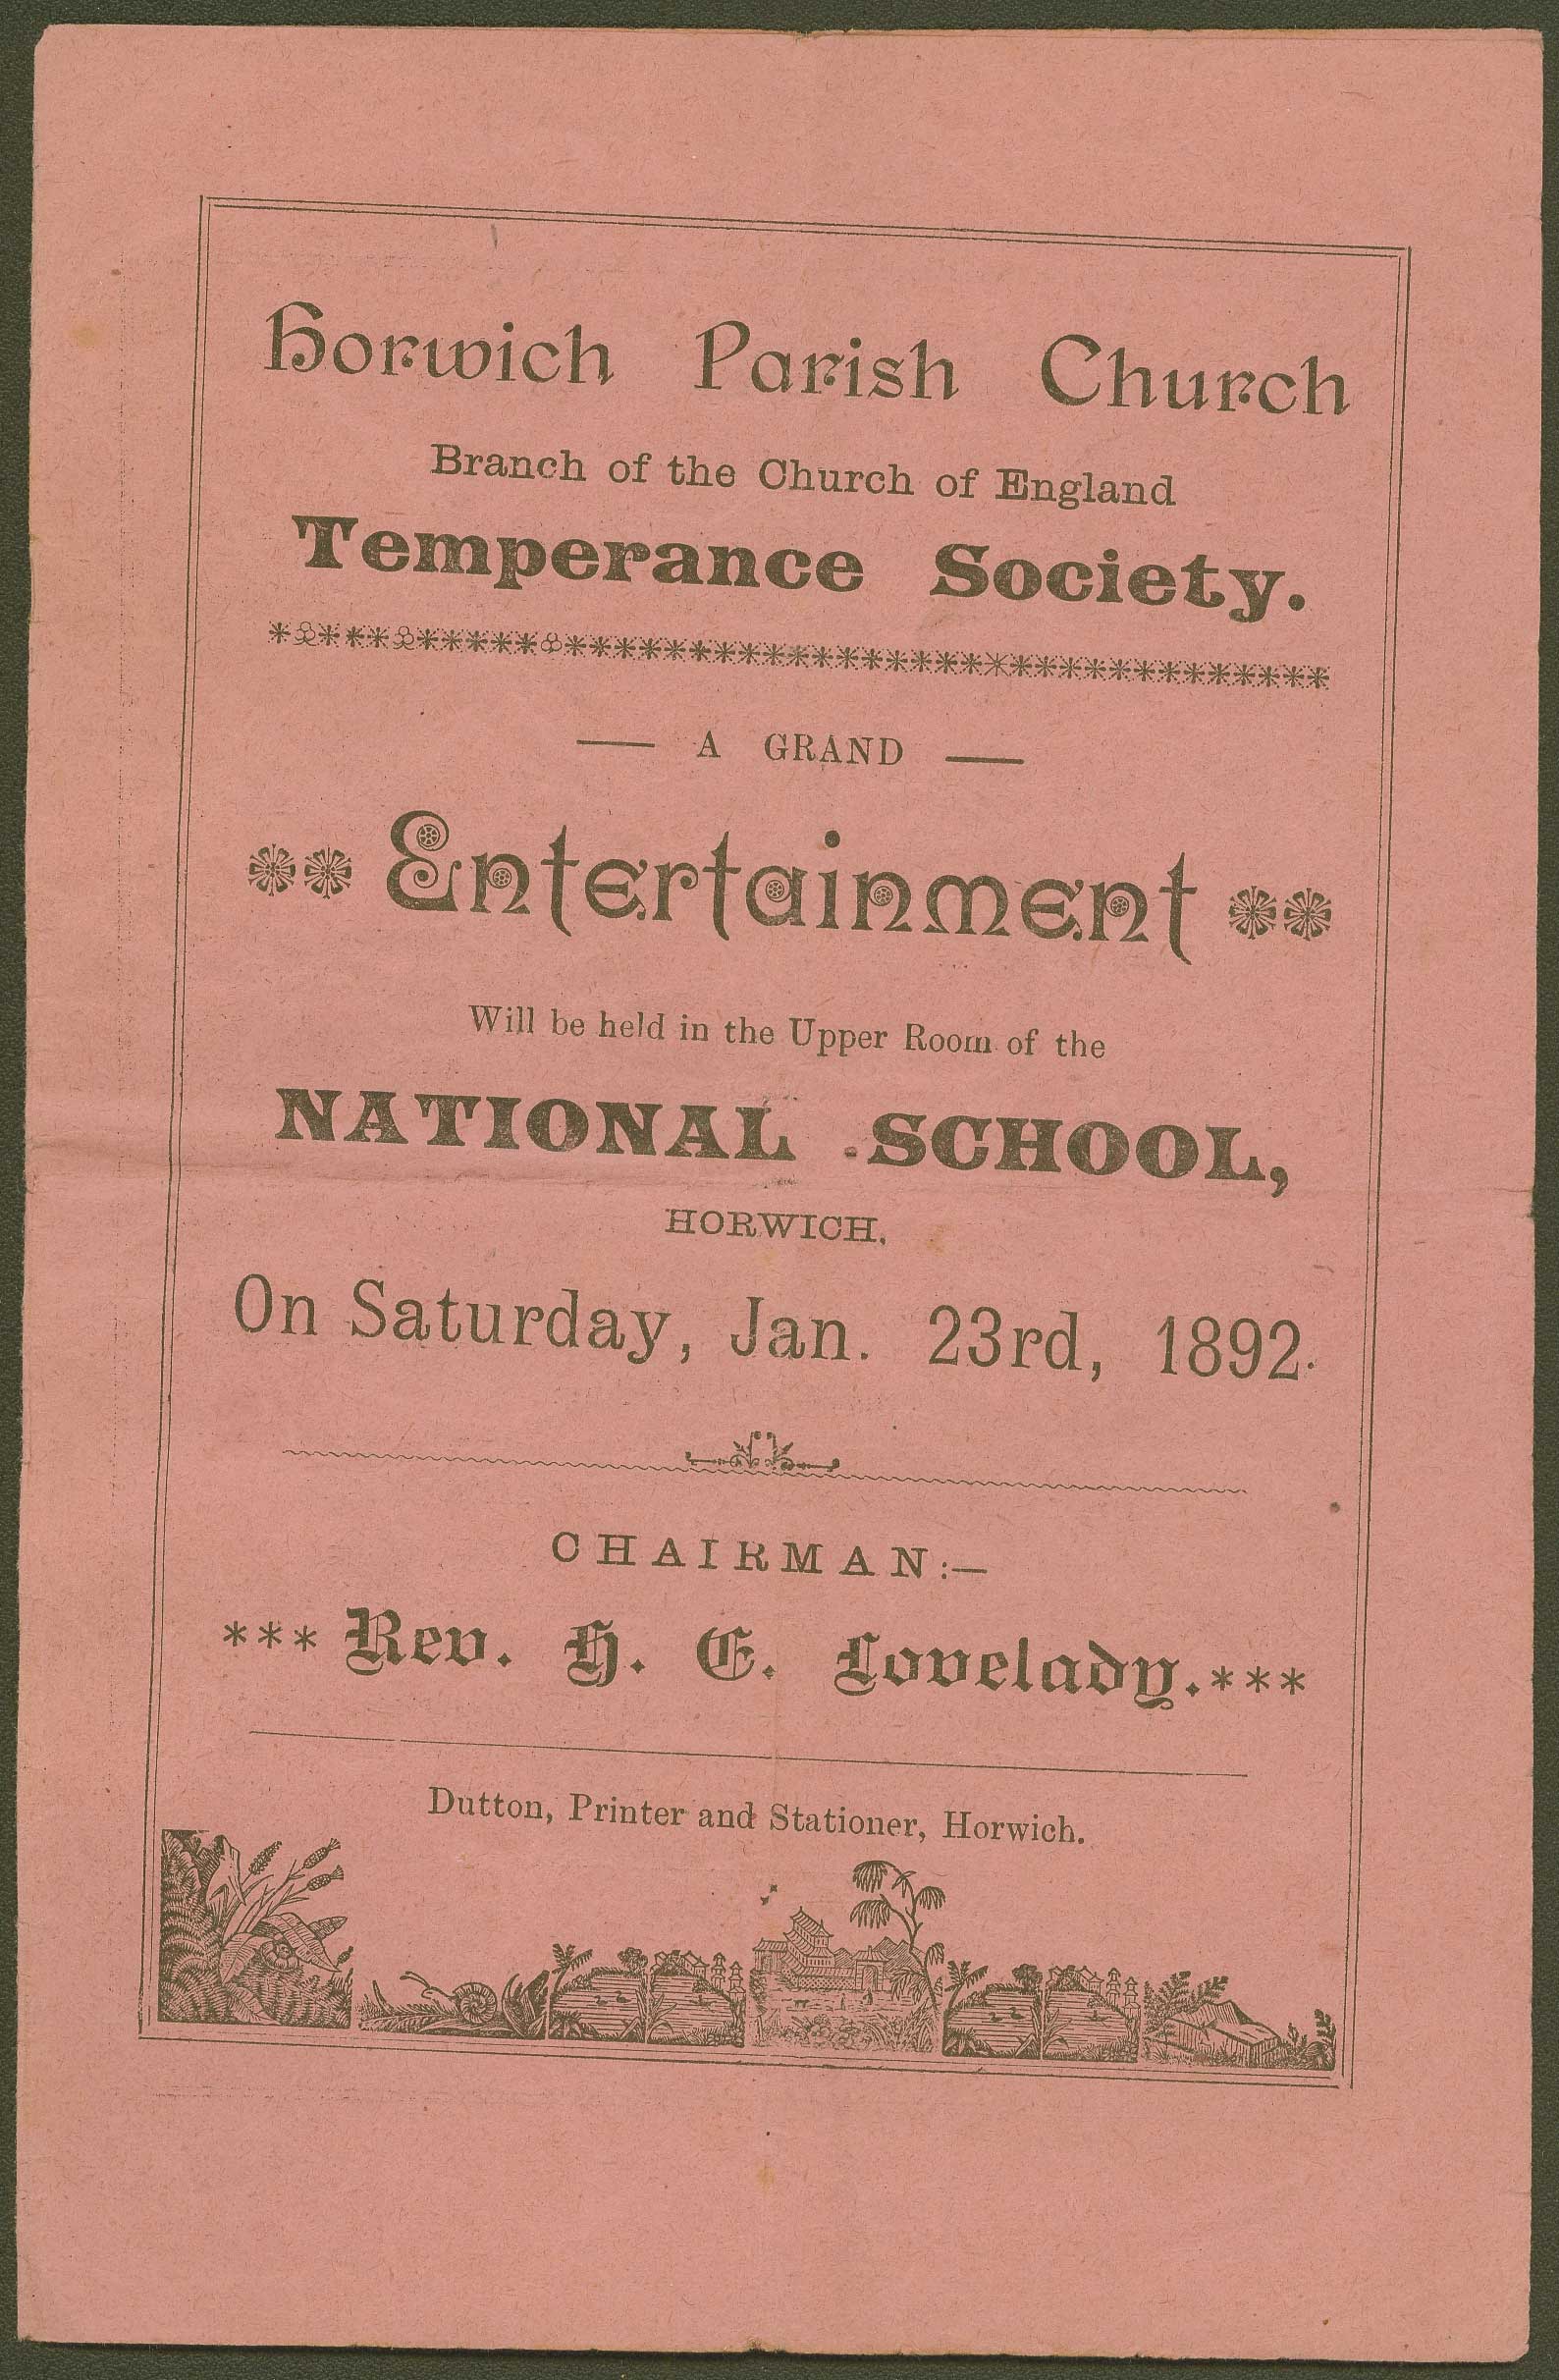 Horwich Parish Church
Branch of the Church of England
Temperance Society.
— A GRAND —
Entertainment
Will be held in the Upper Room of the
NATIONAL SCHOOL,
HORWICH.
On Saturday, Jan. 23rd, 1892.
CHAIRMAN:—
*** Rev. H. E. Lovelady. ***
Dutton, Printer and Stationer, Horwich.